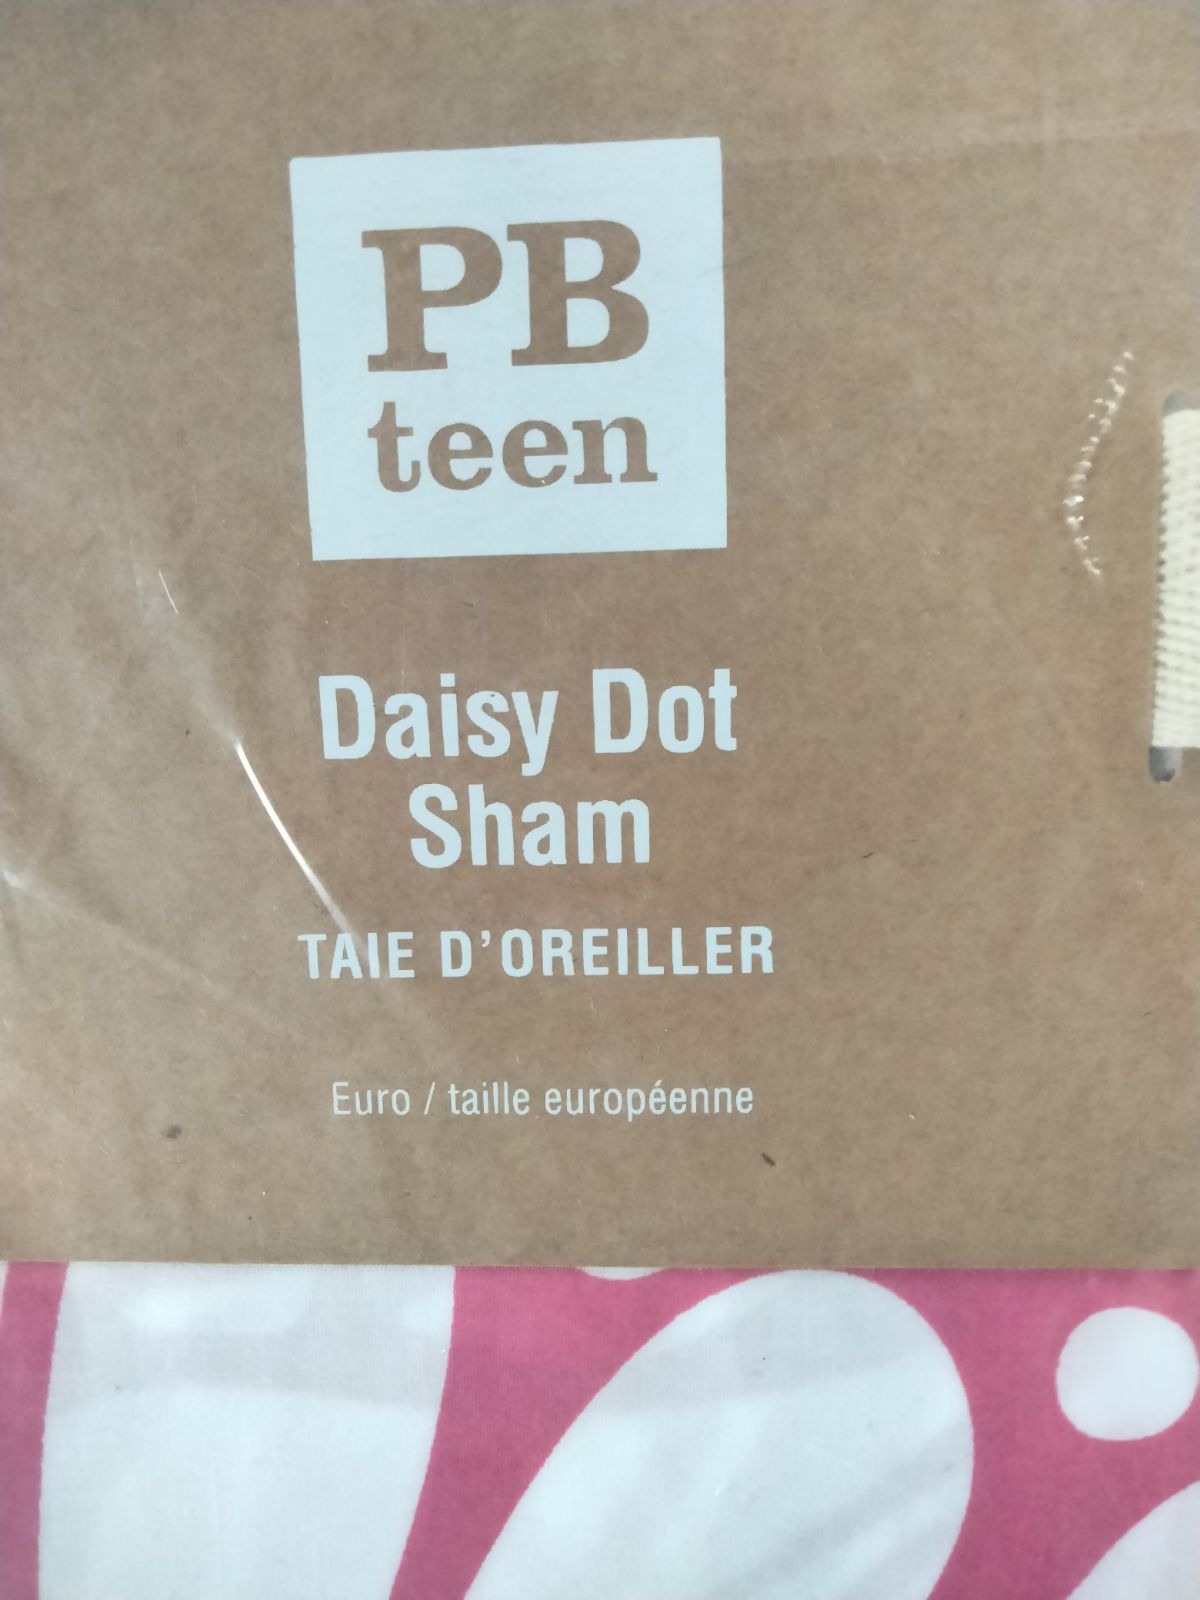 PB
teen
Daisy Dot
Sham
TAIE D'OREILLER
Euro / taille européenne